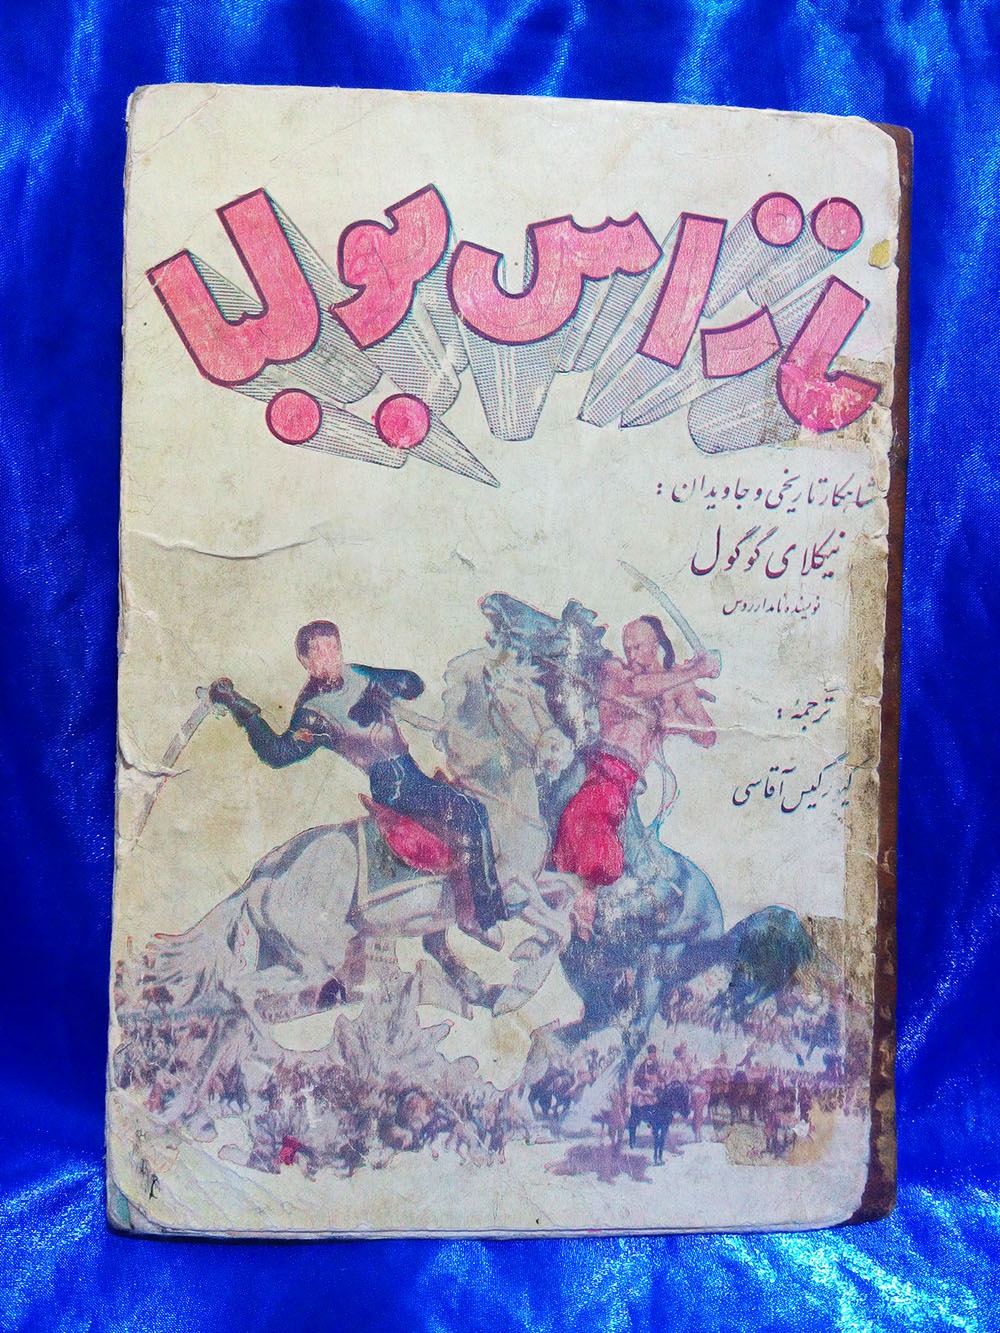 تاراس بولبا
شاهکار تاریخی و جاویدان :
نیکلای گوگول
نویسنده نامدار روس
ترجمهٔ :
گیورگیس آقاسی